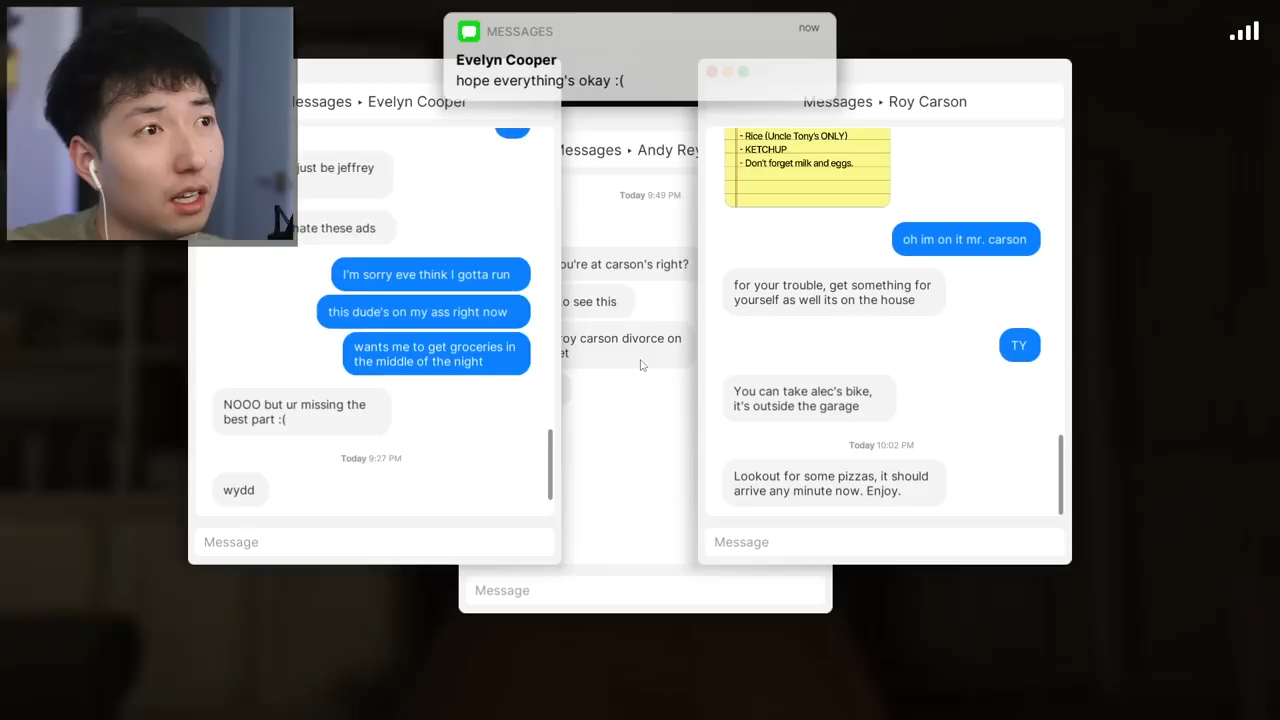 MESSAGES
now
Evelyn Cooper
hope everything's okay :(
Messages ▸ Evelyn Cooper
just be jeffrey
hate these ads
I'm sorry eve think I gotta run
this dude's on my ass right now
wants me to get groceries in
the middle of the night
NOOO but ur missing the
best part :(
Today 9:27 PM
wydd
Message
Messages ▸ Andy Rey
Today 9:49 PM
you're at carson's right?
to see this
roy carson divorce on
Message
Messages ▸ Roy Carson
- Rice (Uncle Tony's ONLY)
- KETCHUP
- Don't forget milk and eggs.
oh im on it mr. carson
for your trouble, get something for
yourself as well its on the house
TY
You can take alec's bike,
it's outside the garage
Today 10:02 PM
Lookout for some pizzas, it should
arrive any minute now. Enjoy.
Message